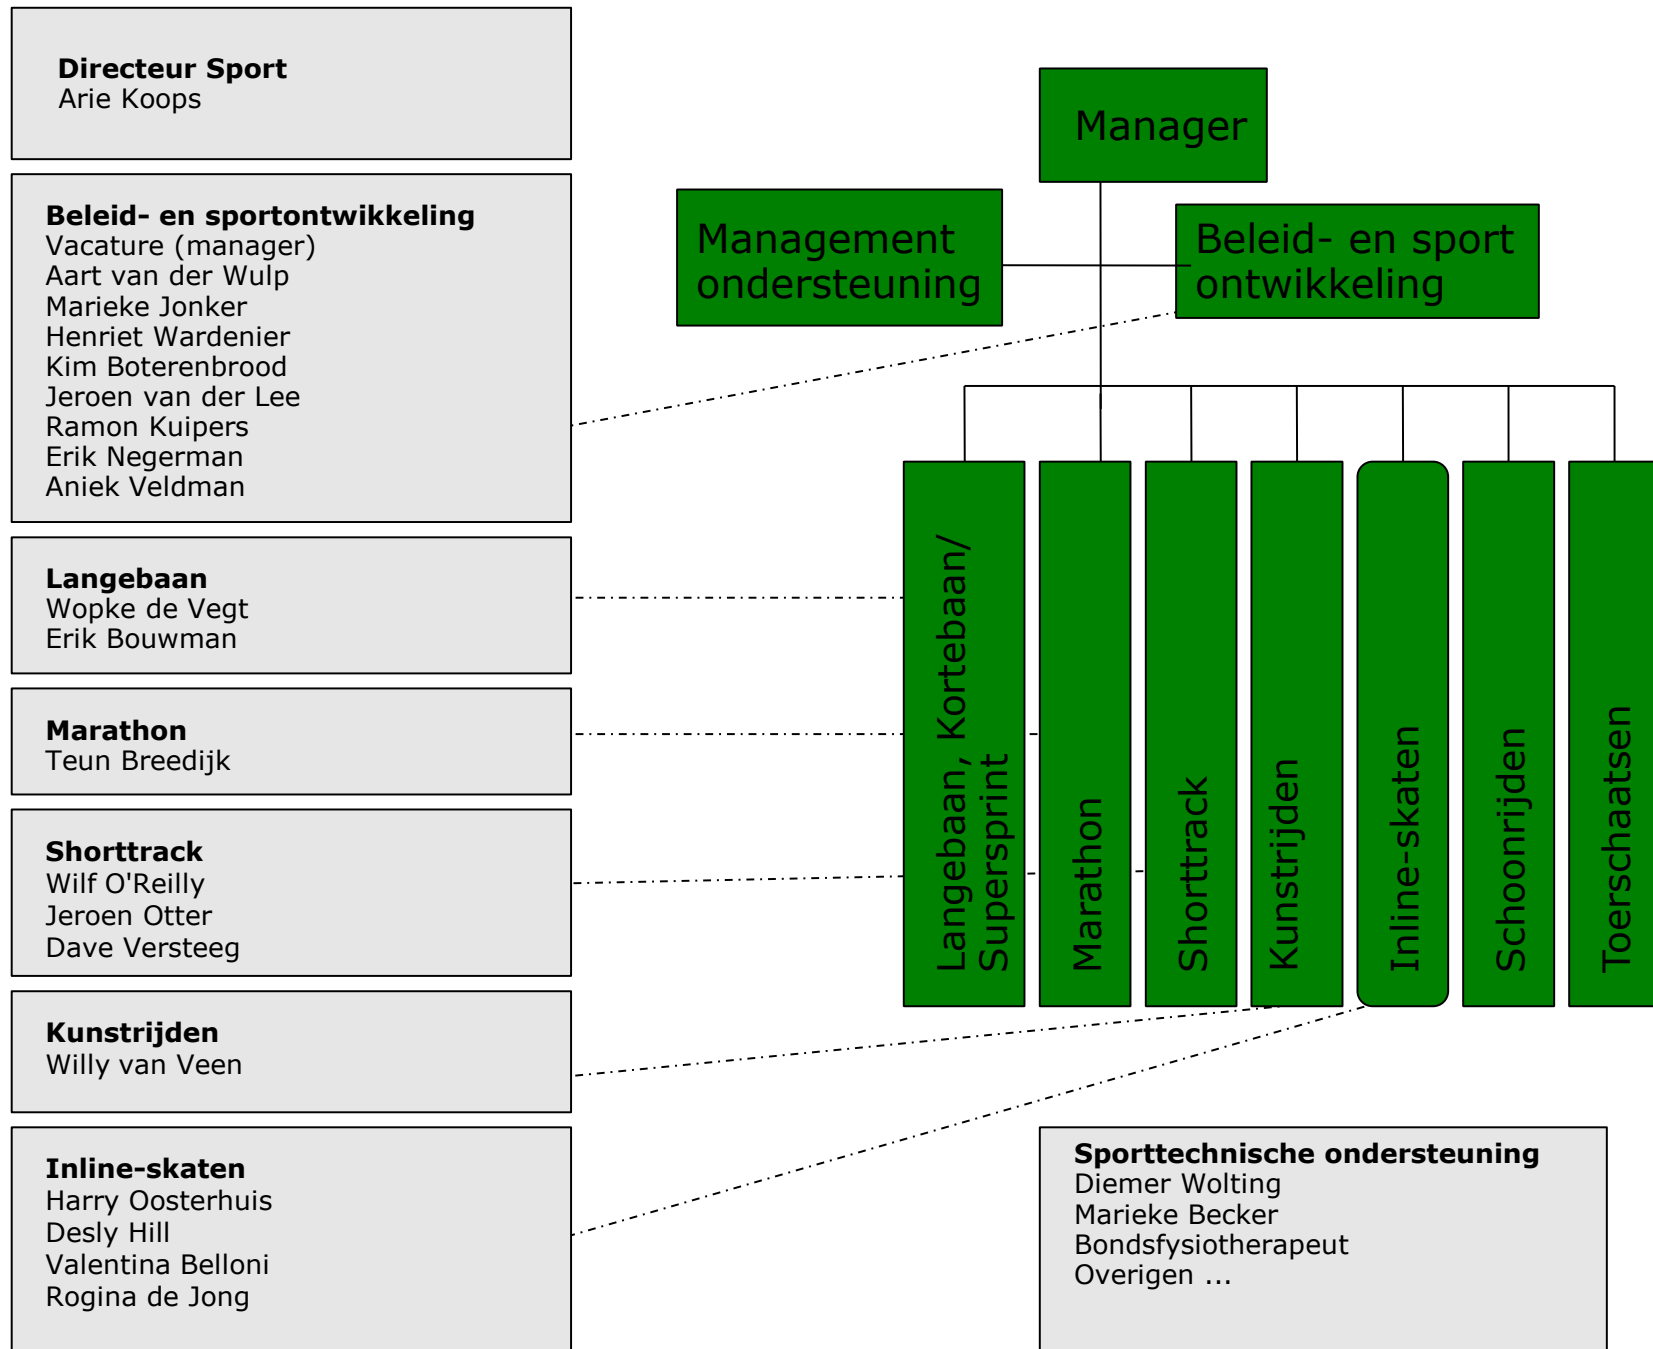 Directeur Sport
Arie Koops
Beleid- en sportontwikkeling
Vacature (manager)
Aart van der Wulp
Marieke Jonker
Henriet Wardenier
Kim Boterenbrood
Jeroen van der Lee
Ramon Kuipers
Erik Negerman
Aniek Veldman
Langebaan
Wopke de Vegt
Erik Bouwman
Marathon
Teun Breedijk
Shorttrack
Wilf O'Reilly
Jeroen Otter
Dave Versteeg
Kunstrijden
Willy van Veen
Inline-skaten
Harry Oosterhuis
Desly Hill
Valentina Belloni
Rogina de Jong
Manager
Management
ondersteuning
Beleid- en sport
ontwikkeling
Langebaan, Kortebaan/
Supersprint
Marathon
Shorttrack
Kunstrijden
Inline-skaten
Schoonrijden
Toerschaatsen
Sporttechnische ondersteuning
Diemer Wolting
Marieke Becker
Bondsfysiotherapeut
Overigen ...